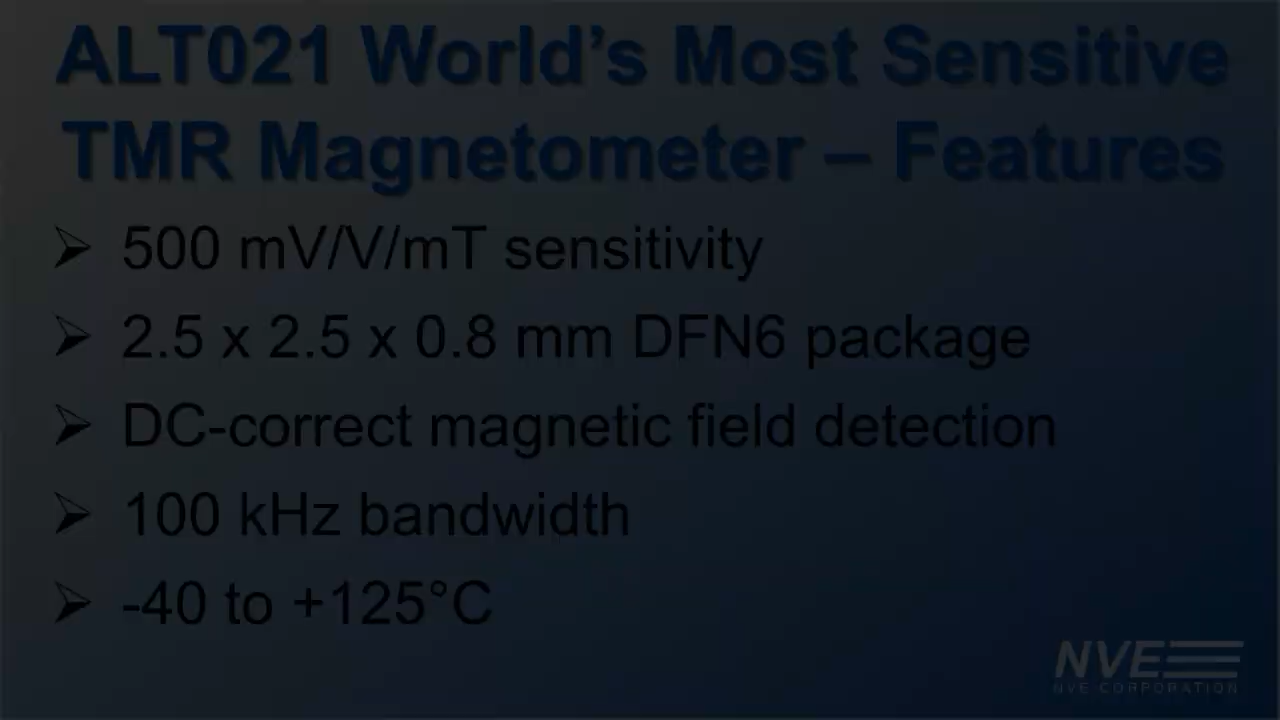 ALT021 World’s Most Sensitive
TMR Magnetometer – Features
➢ 500 mV/V/mT sensitivity
➢ 2.5 x 2.5 x 0.8 mm DFN6 package
➢ DC-correct magnetic field detection
➢ 100 kHz bandwidth
➢ -40 to +125°C
NVE
NVE CORPORATION